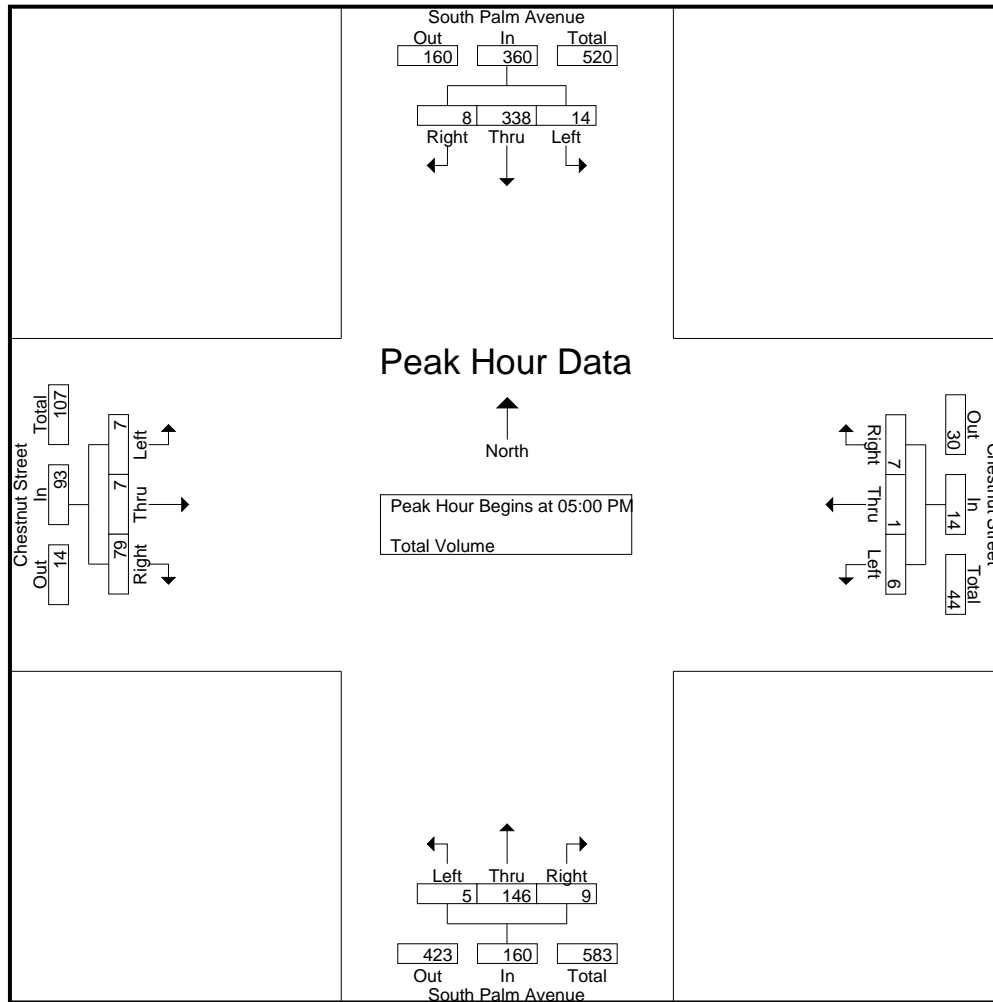 South Palm Avenue
Out In Total
160 360 520
8 338 14
Right Thru Left
Peak Hour Data
North
Peak Hour Begins at 05:00 PM
Total Volume
Chestnut Street
Out In Total
14 93 107
79 7 7
Right Thru Left
Chestnut Street
Out In Total
30 14 44
7 1 6
Right Thru Left
Left Thru Right
5 146 9
423 160 583
Out In Total
South Palm Avenue